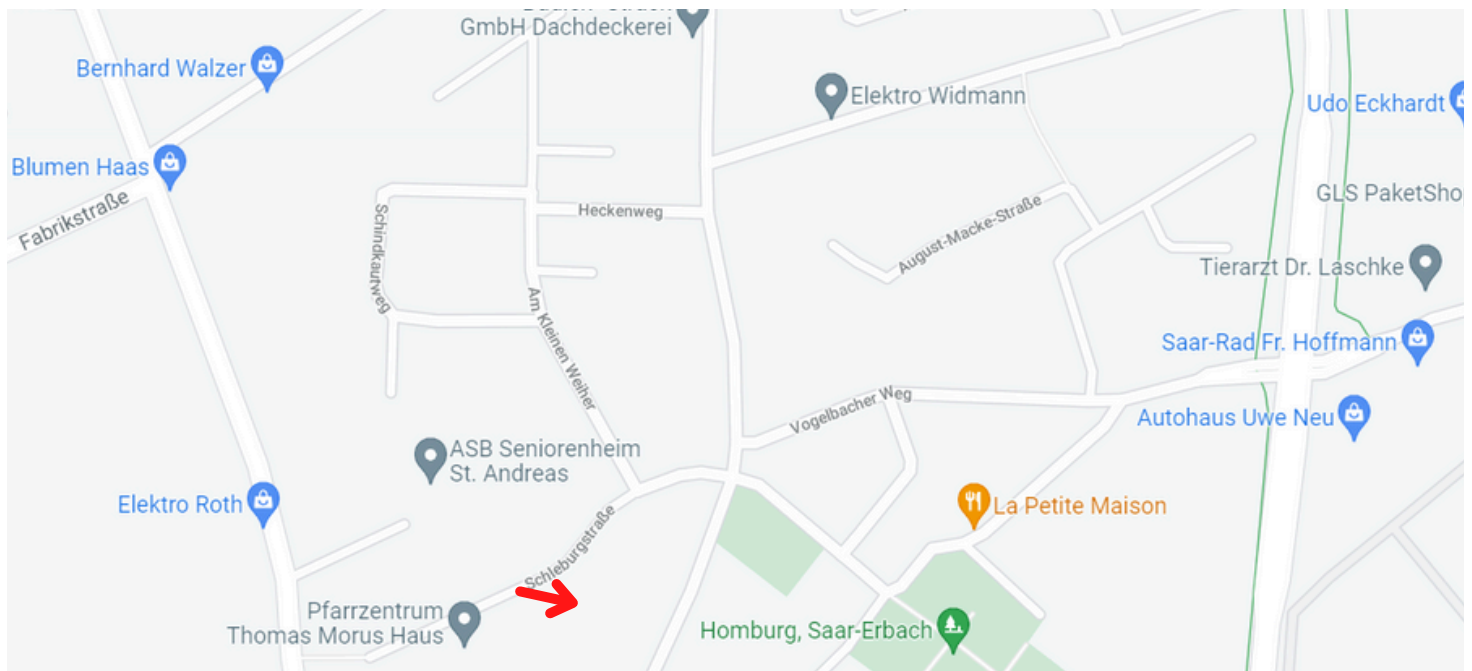 GmbH Dachdeckerei
Bernhard Walzer
Elektro Widmann
Udo Eckhardt
Blumen Haas
Fabrikstraße
Schindkautweg
Heckenweg
August-Macke-Straße
GLS PaketSho
Tierarzt Dr. Laschke
Am Kleinen Weiher
Saar-Rad Fr. Hoffmann
Vogelbacher Weg
Autohaus Uwe Neu
ASB Seniorenheim
St. Andreas
Elektro Roth
La Petite Maison
Schleburgstraße
Pfarrzentrum
Thomas Morus Haus
Homburg, Saar-Erbach